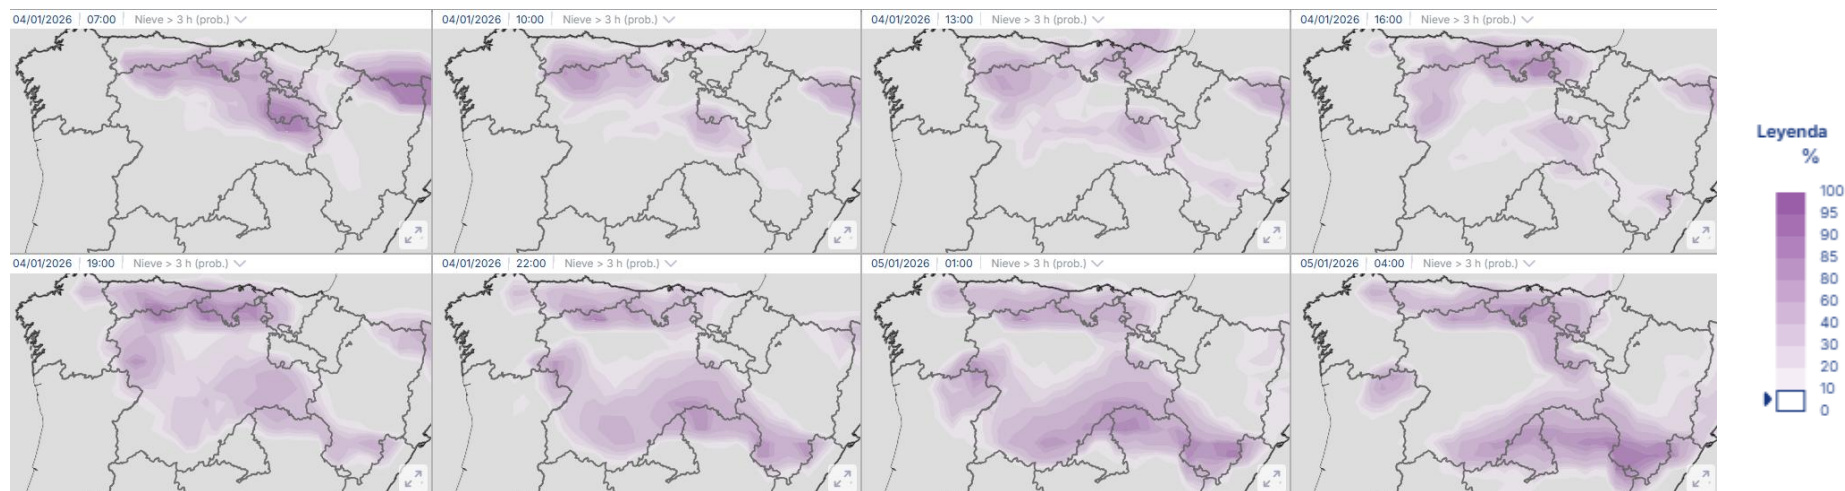 04/01/2026 07:00 Nieve > 3 h (prob.)
04/01/2026 10:00 Nieve > 3 h (prob.)
04/01/2026 13:00 Nieve > 3 h (prob.)
04/01/2026 16:00 Nieve > 3 h (prob.)
04/01/2026 19:00 Nieve > 3 h (prob.)
04/01/2026 22:00 Nieve > 3 h (prob.)
05/01/2026 01:00 Nieve > 3 h (prob.)
05/01/2026 04:00 Nieve > 3 h (prob.)
Leyenda
%
100
95
90
85
60
40
30
20
10
0